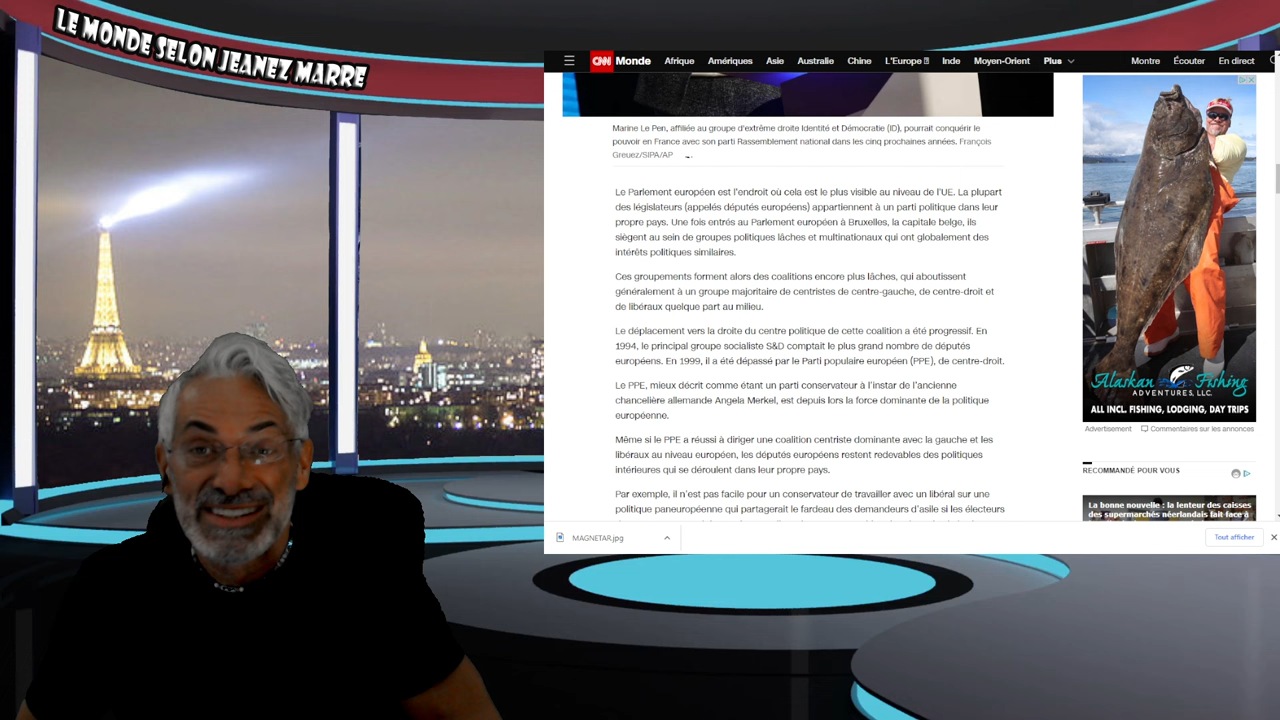 LE MONDE SELON JEANEZ MARRE
CNN Monde Afrique Amériques Asie Australie Chine L'Europe Inde Moyen-Orient Plus Montre Écouter En direct
Marine Le Pen, affiliée au groupe d'extrême droite Identité et Démocratie (ID), pourrait conquérir le
pouvoir en France avec son parti Rassemblement national dans les cinq prochaines années. François
Greuez/SIPA/AP
Le Parlement européen est l'endroit où cela est le plus visible au niveau de l'UE. La plupart
des législateurs (appelés députés européens) appartiennent à un parti politique dans leur
propre pays. Une fois entrés au Parlement européen à Bruxelles, la capitale belge, ils
siègent au sein de groupes politiques lâches et multinationaux qui ont globalement des
intérêts politiques similaires.
Ces groupements forment alors des coalitions encore plus lâches, qui aboutissent
généralement à un groupe majoritaire de centristes de centre-gauche, de centre-droit et
de libéraux quelque part au milieu.
Le déplacement vers la droite du centre politique de cette coalition a été progressif. En
1994, le principal groupe socialiste S&D comptait le plus grand nombre de députés
européens. En 1999, il a été dépassé par le Parti populaire européen (PPE), de centre-droit.
Le PPE, mieux décrit comme étant un parti conservateur à l'instar de l'ancienne
chancelière allemande Angela Merkel, est depuis lors la force dominante de la politique
européenne.
Même si le PPE a réussi à diriger une coalition centriste dominante avec la gauche et les
libéraux au niveau européen, les députés européens restent redevables des politiques
intérieures qui se déroulent dans leur propre pays.
Par exemple, il n'est pas facile pour un conservateur de travailler avec un libéral sur une
politique paneuropéenne qui partagerait le fardeau des demandeurs d'asile si les électeurs
Alaskan Fishing
ADVENTURES, LLC.
ALL INCL. FISHING, LODGING, DAY TRIPS
Advertisement Commentaires sur les annonces
RECOMMANDÉ POUR VOUS
La bonne nouvelle : la lenteur des caisses
des supermarchés néerlandais fait face à
MAGNETAR.jpg
Tout afficher